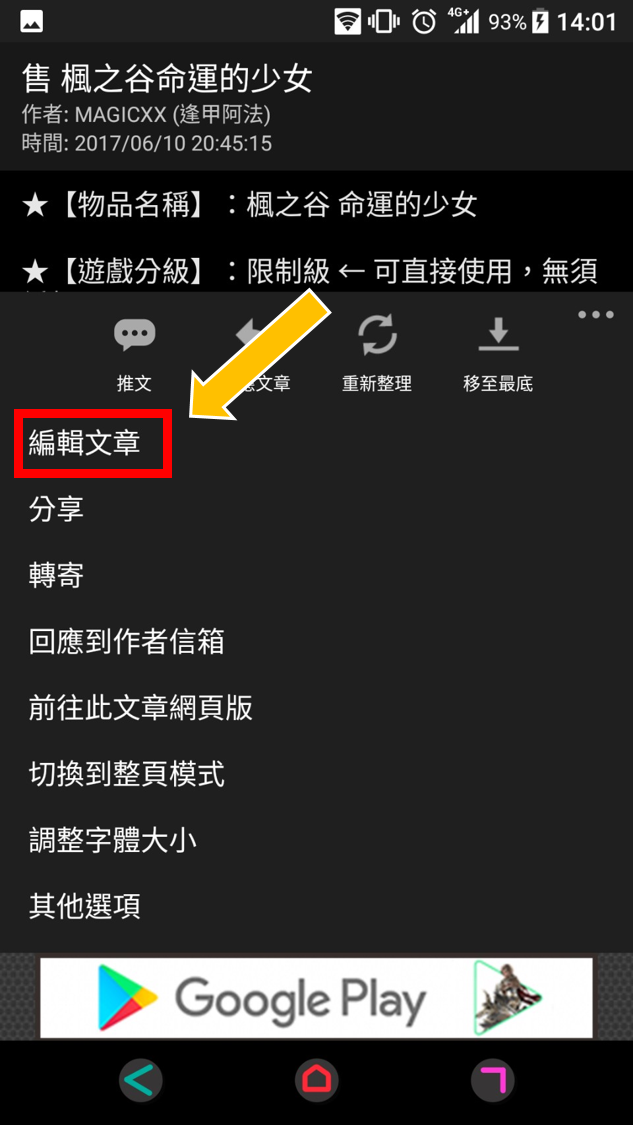 4G+ 93% 14:01
售 楓之谷命運的少女
作者: MAGICXX (逢甲阿法)
時間: 2017/06/10 20:45:15
★【物品名稱】：楓之谷 命運的少女
★【遊戲分級】：限制級 ← 可直接使用，無須
推文 文章 重新整理 移至最底
編輯文章
分享
轉寄
回應到作者信箱
前往此文章網頁版
切換到整頁模式
調整字體大小
其他選項
Google Play